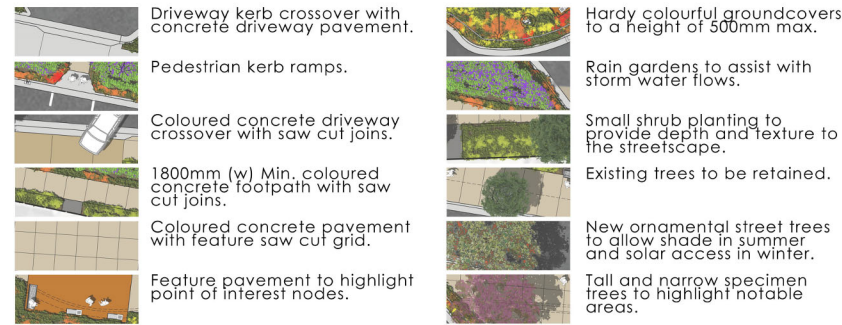 Driveway kerb crossover with
concrete driveway pavement.
Pedestrian kerb ramps.
Coloured concrete driveway
crossover with saw cut joins.
1800mm (w) Min. coloured
concrete footpath with saw
cut joins.
Coloured concrete pavement
with feature saw cut grid.
Feature pavement to highlight
point of interest nodes.
Hardy colourful groundcovers
to a height of 500mm max.
Rain gardens to assist with
storm water flows.
Small shrub planting to
provide depth and texture to
the streetscape.
Existing trees to be retained.
New ornamental street trees
to allow shade in summer
and solar access in winter.
Tall and narrow specimen
trees to highlight notable
areas.